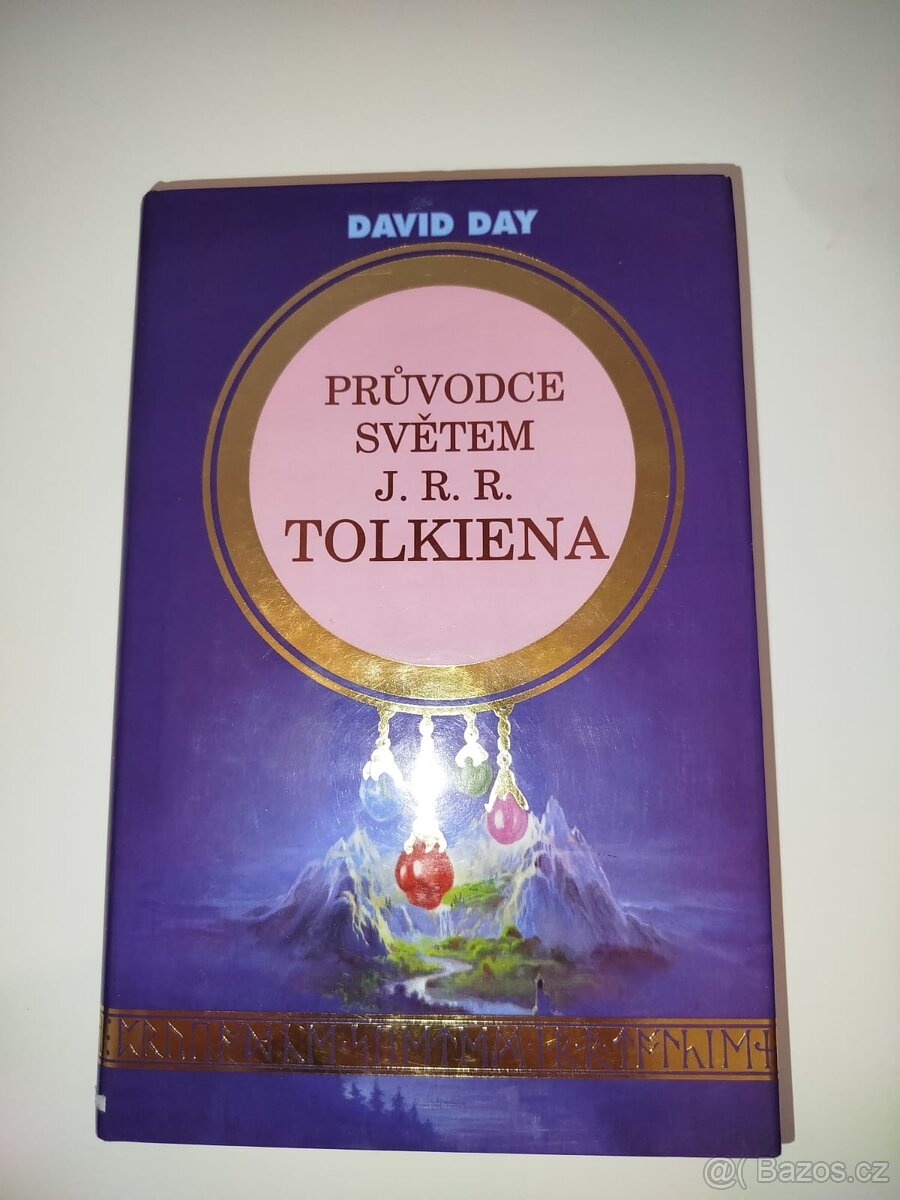 DAVID DAY
PRŮVODCE
SVĚTEM
J. R. R.
TOLKIENA
@( Bazos.cz